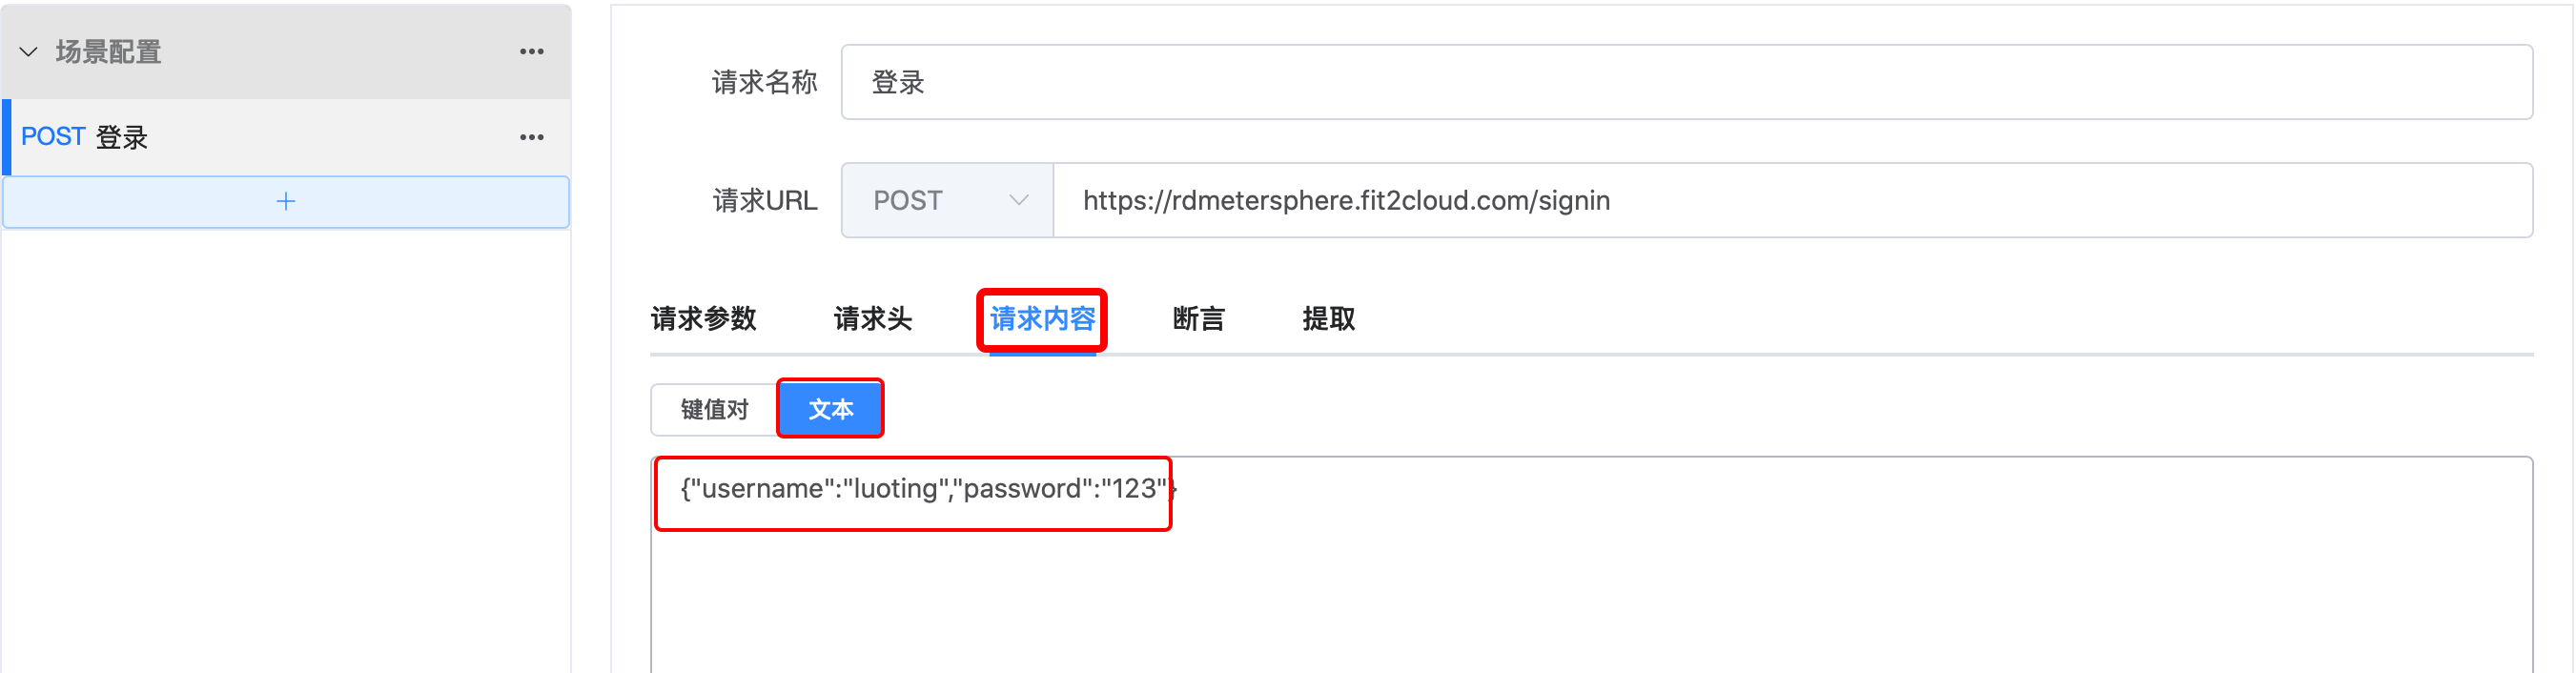 场景配置
POST 登录
请求名称 登录
请求URL POST https://rdmetersphere.fit2cloud.com/signin
请求参数 请求头 请求内容 断言 提取
键值对 文本
{"username":"luoting","password":"123"}